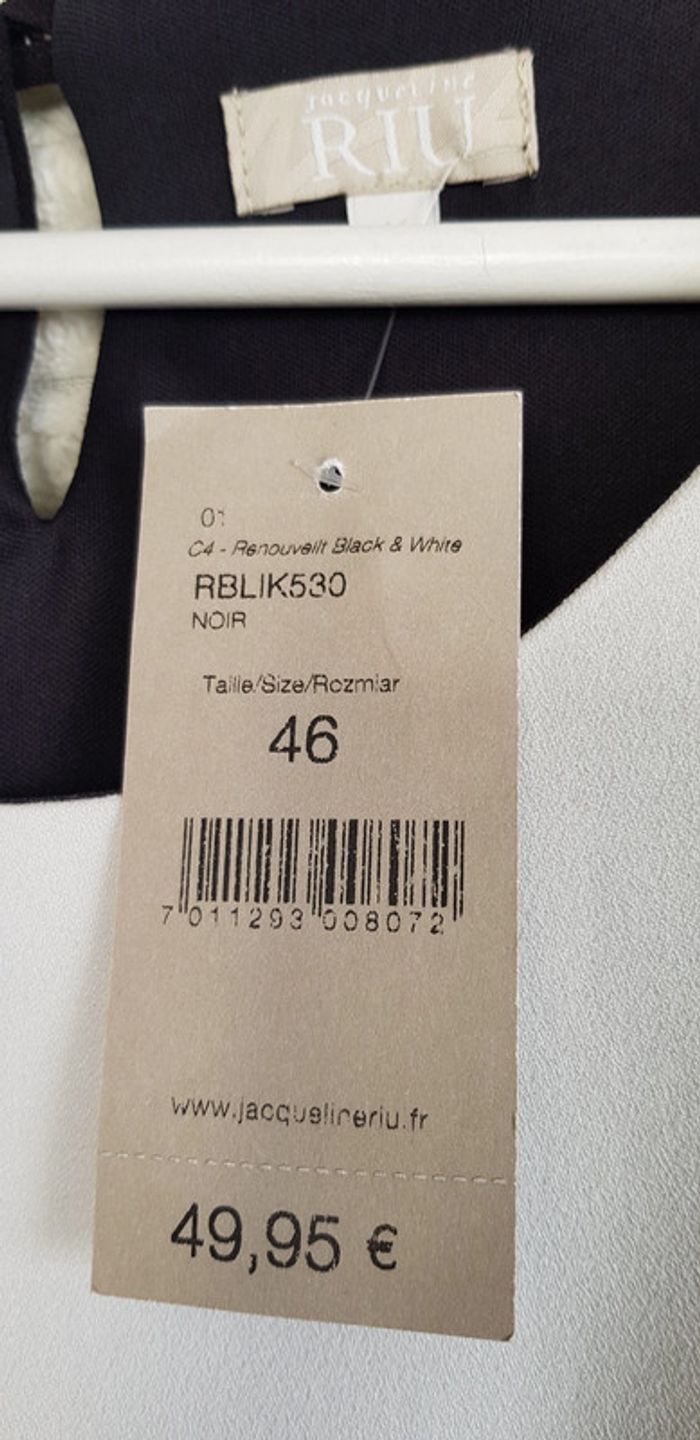 Jacqueline
RIU
01
C4 - Renouvellt Black & White
RBLIK530
NOIR
Taille/Size/Rozmiar
46
7 011293 008072
www.jacquelineriu.fr
49,95 €